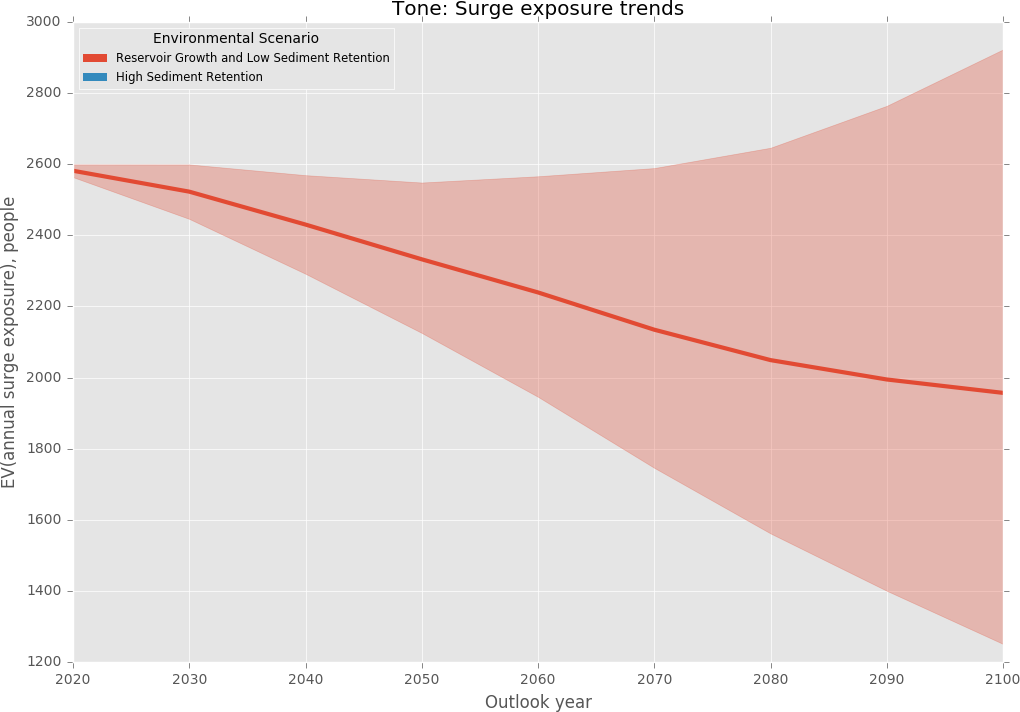 Tone: Surge exposure trends
Environmental Scenario
Reservoir Growth and Low Sediment Retention
High Sediment Retention
EV(annual surge exposure), people
3000
2800
2600
2400
2200
2000
1800
1600
1400
1200
2020 2030 2040 2050 2060 2070 2080 2090 2100
Outlook year